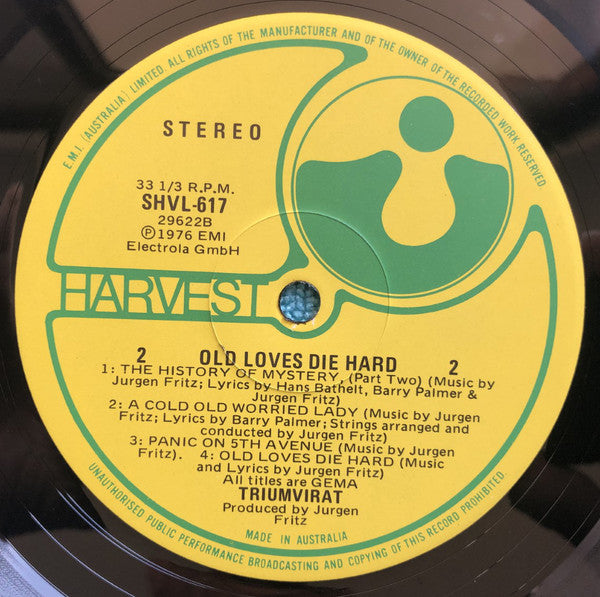 E.M.I. (AUSTRALIA) LIMITED. ALL RIGHTS OF THE MANUFACTURER AND OF THE OWNER OF THE RECORDED WORK RESERVED
STEREO
33 1/3 R.P.M.
SHVL-617
29622B
Ⓟ1976 EMI
Electrola GmbH
HARVEST
2 OLD LOVES DIE HARD 2
1: THE HISTORY OF MYSTERY, (Part Two) (Music by
Jurgen Fritz; Lyrics by Hans Bathelt, Barry Palmer &
Jurgen Fritz)
2: A COLD OLD WORRIED LADY (Music by Jurgen
Fritz; Lyrics by Barry Palmer; Strings arranged and
conducted by Jurgen Fritz)
3: PANIC ON 5TH AVENUE (Music by Jurgen
Fritz). 4: OLD LOVES DIE HARD (Music
and Lyrics by Jurgen Fritz)
All titles are GEMA
TRIUMVIRAT
Produced by Jurgen
Fritz
MADE IN AUSTRALIA
UNAUTHORISED PUBLIC PERFORMANCE BROADCASTING AND COPYING OF THIS RECORD PROHIBITED.